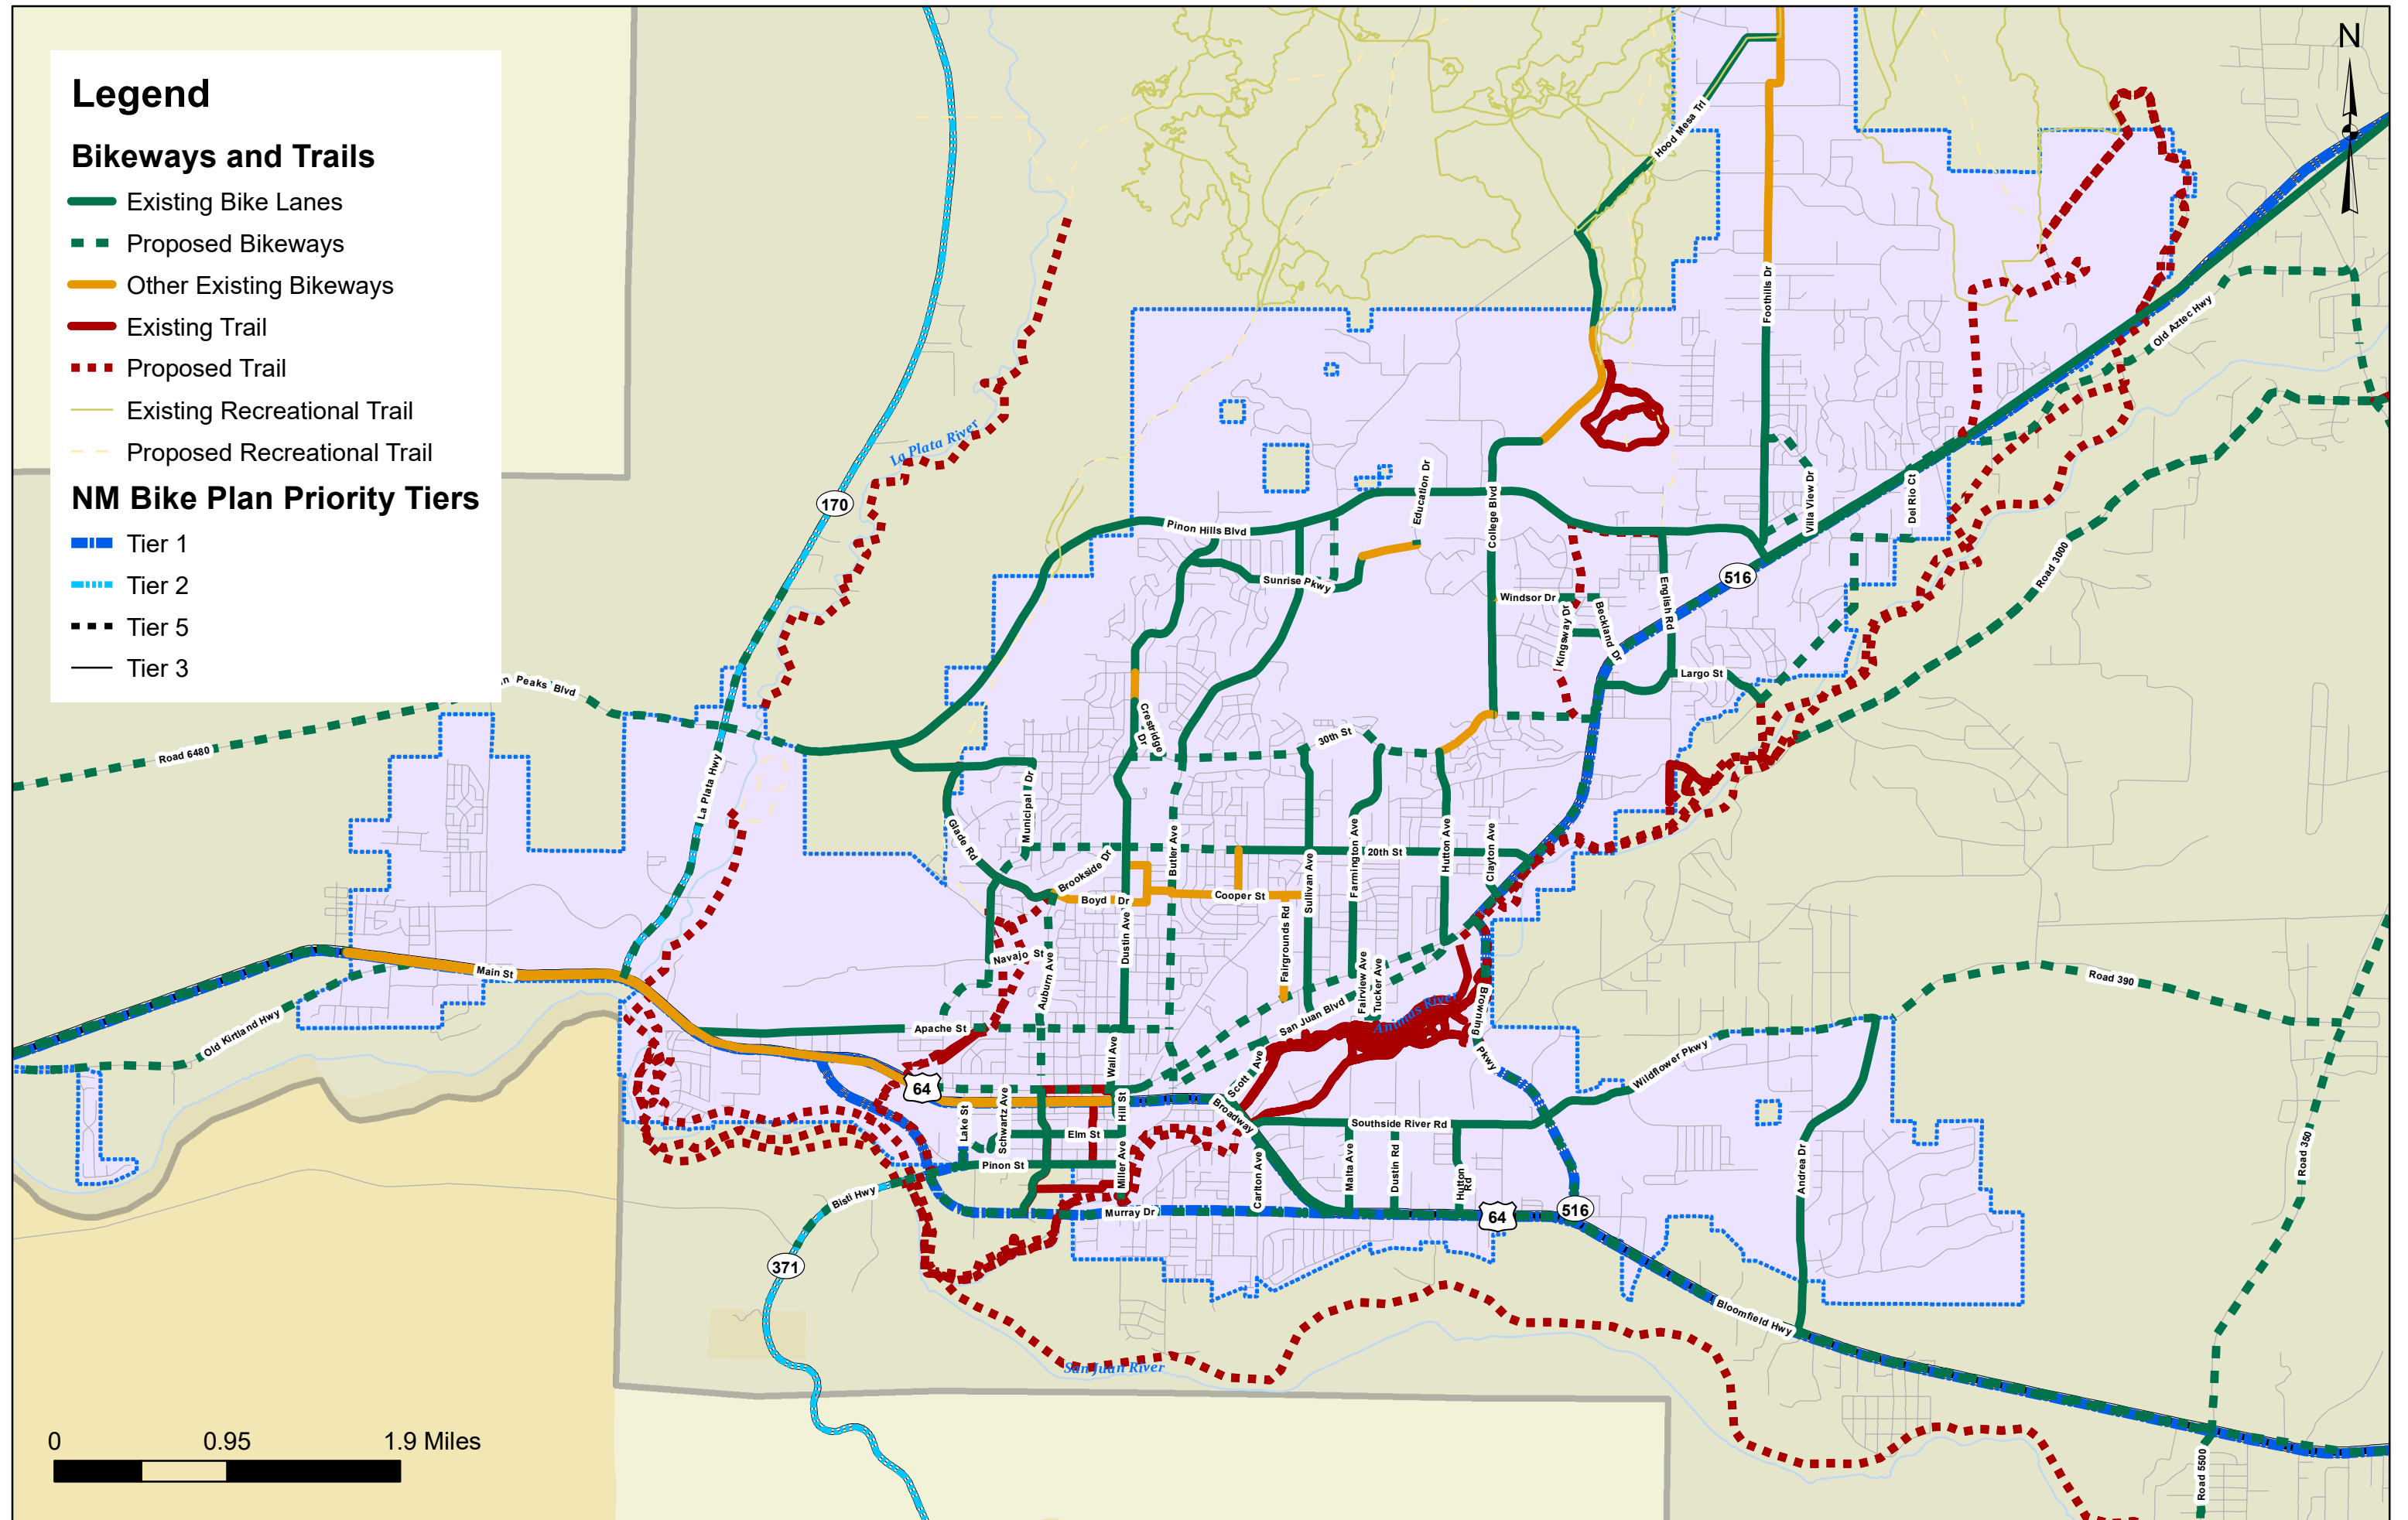 N
Legend
Bikeways and Trails
Existing Bike Lanes
Proposed Bikeways
Other Existing Bikeways
Existing Trail
Proposed Trail
Existing Recreational Trail
Proposed Recreational Trail
NM Bike Plan Priority Tiers
Tier 1
Tier 2
Tier 5
Tier 3
Hood Mesa Trl
Foothills Dr
Old Aztec Hwy
La Plata River
170
Education Dr
Pinon Hills Blvd
College Blvd
Villa View Dr
Del Rio Ct
Road 3000
516
Sunrise Pkwy
Windsor Dr
Kingsway Dr
Beckland Dr
English Rd
Largo St
Peaks Blvd
Road 6480
La Plata Hwy
Crestridge
Dr
30th St
Municipal Dr
Glade Rd
Brookside Dr
Butler Ave
20th St
Sullivan Ave
Farmington Ave
Hutton Ave
Clayton Ave
Boyd Dr
Cooper St
Dustin Ave
Fairgrounds Rd
Navajo St
Auburn Ave
Main St
Old Kirtland Hwy
Apache St
San Juan Blvd
Fairview Ave
Tucker Ave
Animas River
Browning
Pkwy
Road 390
Wildflower Pkwy
Wall Ave
Scott Ave
64
Lake St
Schwartz Ave
Hill St
Broadway
Elm St
Southside River Rd
Pinon St
Miller Ave
Carlton Ave
Malta Ave
Dustin Rd
Hutton
Rd
Andrea Dr
Road 350
Bisti Hwy
Murray Dr
64
516
371
Bloomfield Hwy
San Juan River
Road 5500
0
0.95
1.9 Miles